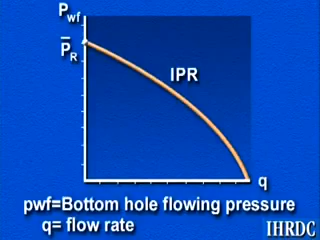 Pwf
P̅R
IPR
q
pwf=Bottom hole flowing pressure
q= flow rate
IHRDC